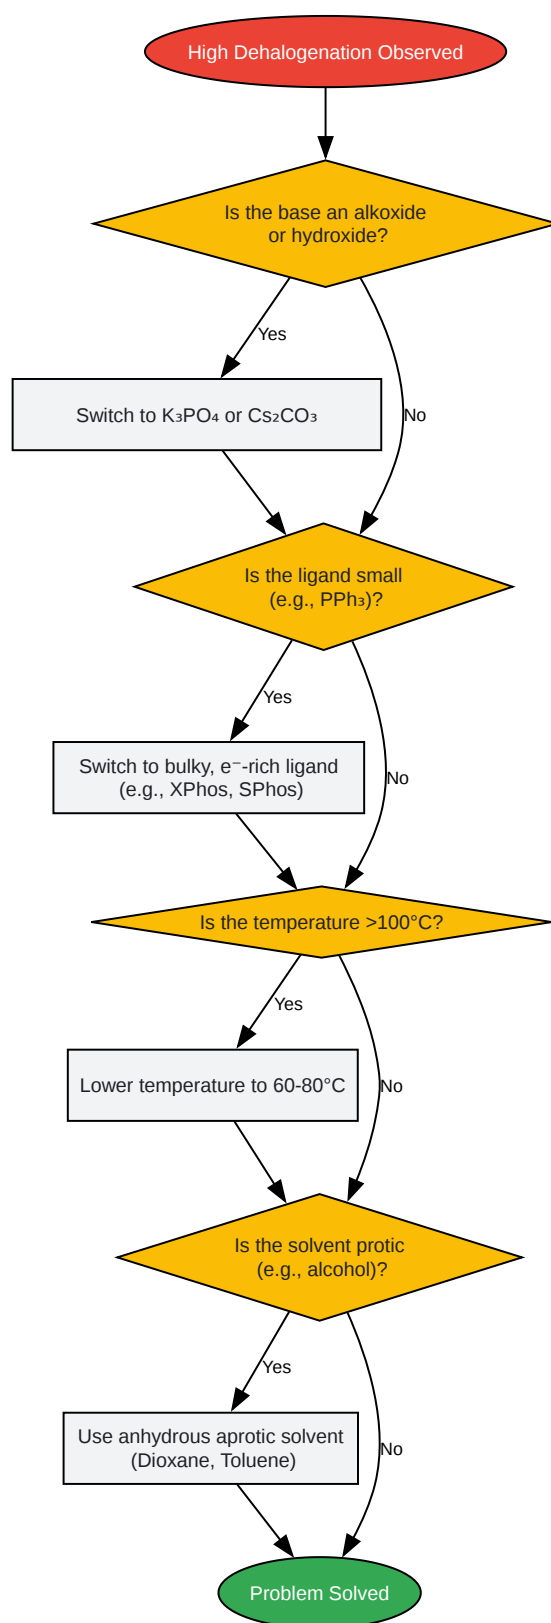 High Dehalogenation Observed
Is the base an alkoxide
or hydroxide?
Yes
Switch to K₃PO₄ or Cs₂CO₃
No
Is the ligand small
(e.g., PPh₃)?
Yes
Switch to bulky, e⁻-rich ligand
(e.g., XPhos, SPhos)
No
Is the temperature >100°C?
Yes
Lower temperature to 60-80°C
No
Is the solvent protic
(e.g., alcohol)?
Yes
Use anhydrous aprotic solvent
(Dioxane, Toluene)
No
Problem Solved